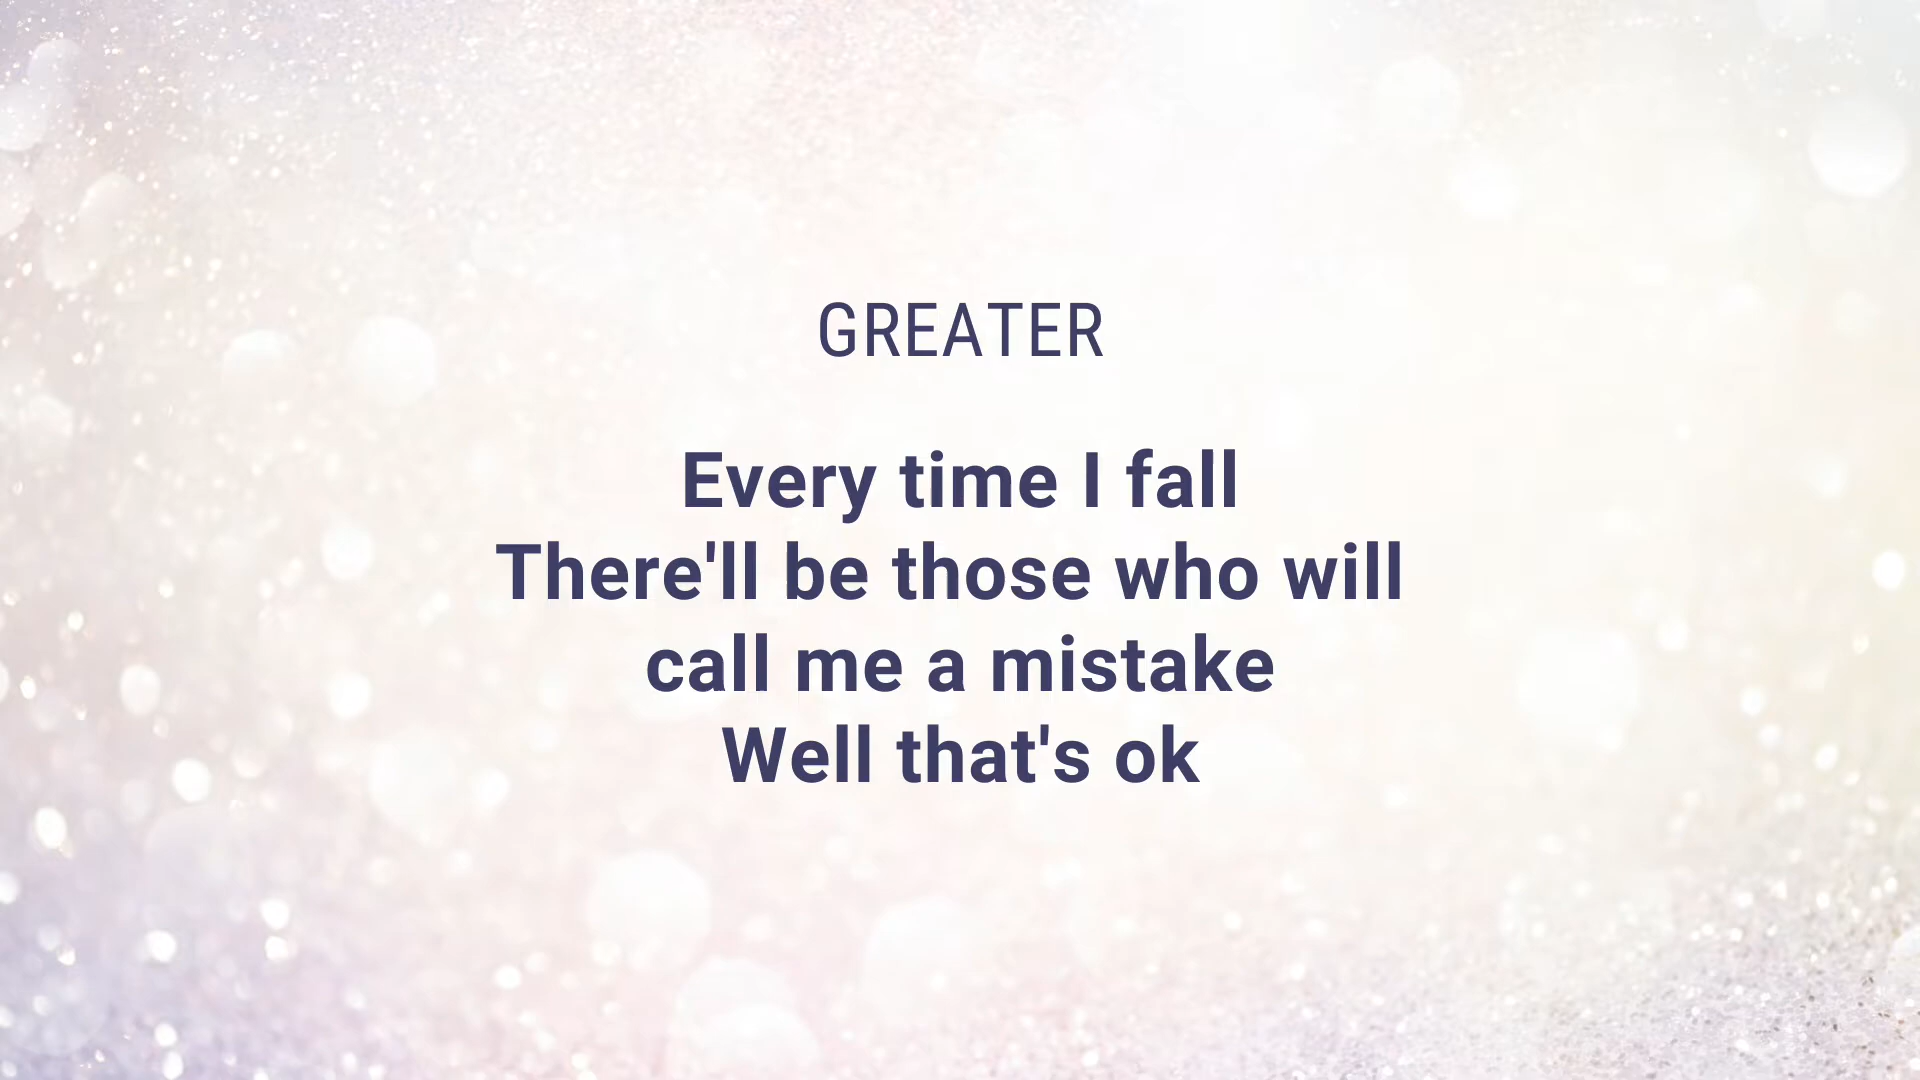 GREATER
Every time I fall
There'll be those who will
call me a mistake
Well that's ok